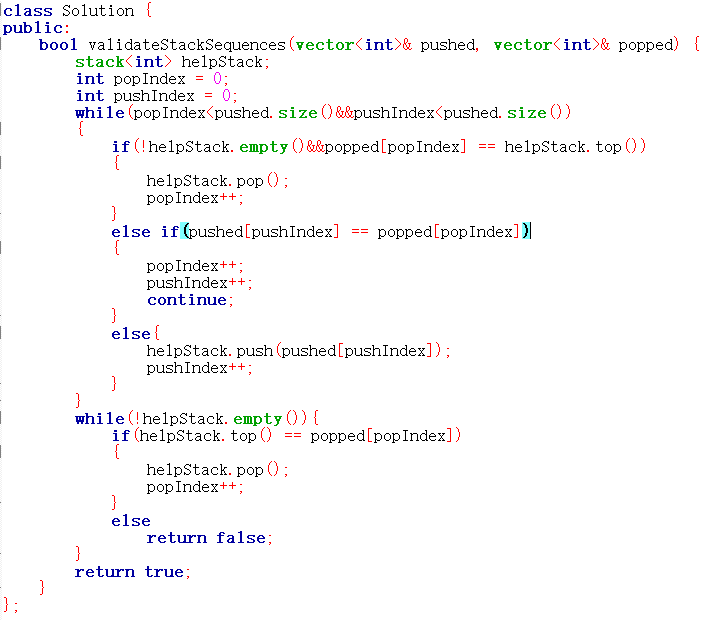 class Solution {
public:
    bool validateStackSequences(vector<int>& pushed, vector<int>& popped) {
        stack<int> helpStack;
        int popIndex = 0;
        int pushIndex = 0;
        while(popIndex<pushed.size()&&pushIndex<pushed.size())
        {
            if(!helpStack.empty()&&popped[popIndex] == helpStack.top())
            {
                helpStack.pop();
                popIndex++;
            }
            else if(pushed[pushIndex] == popped[popIndex])
            {
                popIndex++;
                pushIndex++;
                continue;
            }
            else{
                helpStack.push(pushed[pushIndex]);
                pushIndex++;
            }
        }
        while(!helpStack.empty()){
            if(helpStack.top() == popped[popIndex])
            {
                helpStack.pop();
                popIndex++;
            }
            else
                return false;
        }
        return true;
    }
};